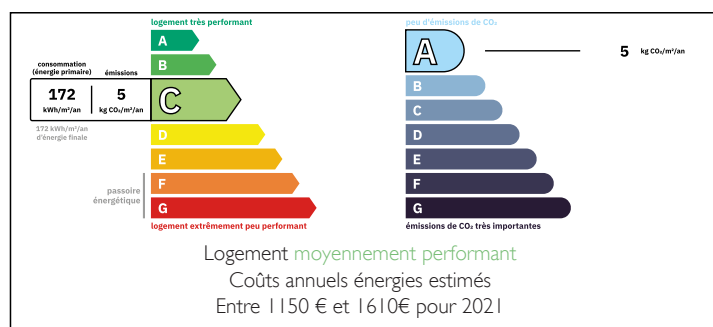 logement très performant
A
B
consommation
(énergie primaire)
émissions
172
kWh/m²/an
5
kg CO₂/m²/an
C
172 kWh/m²/an
d'énergie finale
D
E
F
G
passoire
énergétique
logement extrêmement peu performant
peu d'émissions de CO₂
A
5 kg CO₂/m²/an
B
C
D
E
F
G
émissions de CO₂ très importantes
Logement moyennement performant
Coûts annuels énergies estimés
Entre 1150 € et 1610€ pour 2021